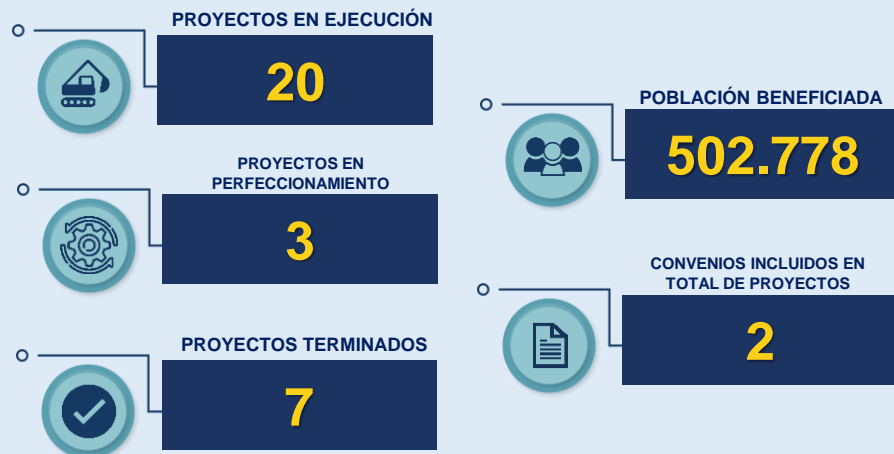 PROYECTOS EN EJECUCIÓN
20
PROYECTOS EN
PERFECCIONAMIENTO
3
PROYECTOS TERMINADOS
7
POBLACIÓN BENEFICIADA
502.778
CONVENIOS INCLUIDOS EN
TOTAL DE PROYECTOS
2